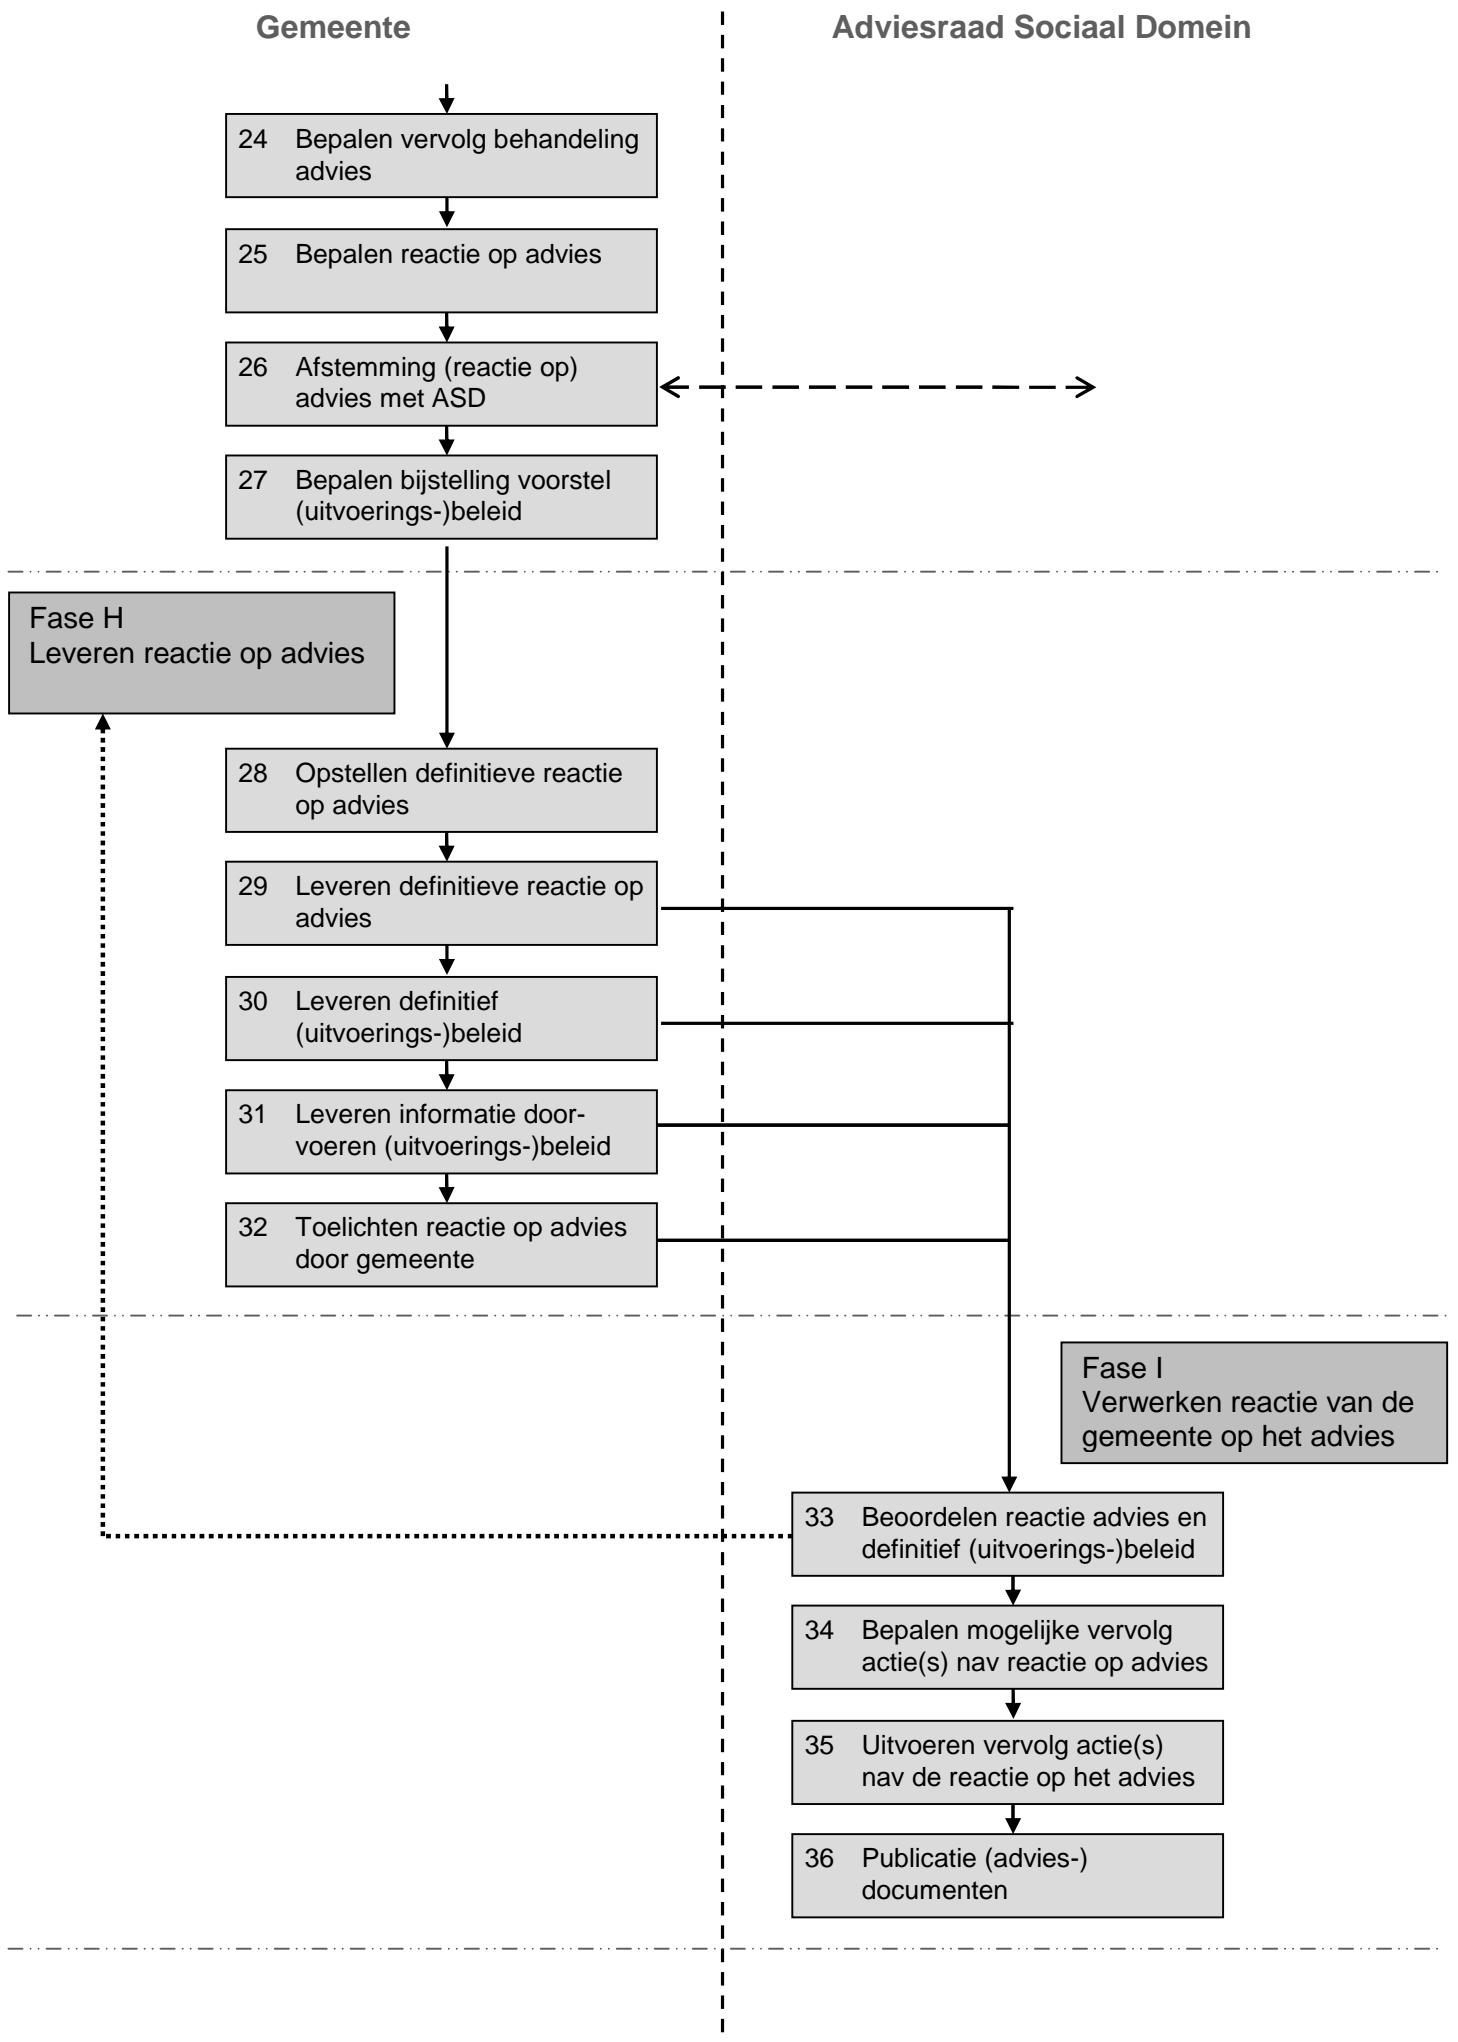 Gemeente
Adviesraad Sociaal Domein
24 Bepalen vervolg behandeling
advies
25 Bepalen reactie op advies
26 Afstemming (reactie op)
advies met ASD
27 Bepalen bijstelling voorstel
(uitvoerings-)beleid
Fase H
Leveren reactie op advies
28 Opstellen definitieve reactie
op advies
29 Leveren definitieve reactie op
advies
30 Leveren definitief
(uitvoerings-)beleid
31 Leveren informatie door-
voeren (uitvoerings-)beleid
32 Toelichten reactie op advies
door gemeente
Fase I
Verwerken reactie van de
gemeente op het advies
33 Beoordelen reactie advies en
definitief (uitvoerings-)beleid
34 Bepalen mogelijke vervolg
actie(s) nav reactie op advies
35 Uitvoeren vervolg actie(s)
nav de reactie op het advies
36 Publicatie (advies-)
documenten